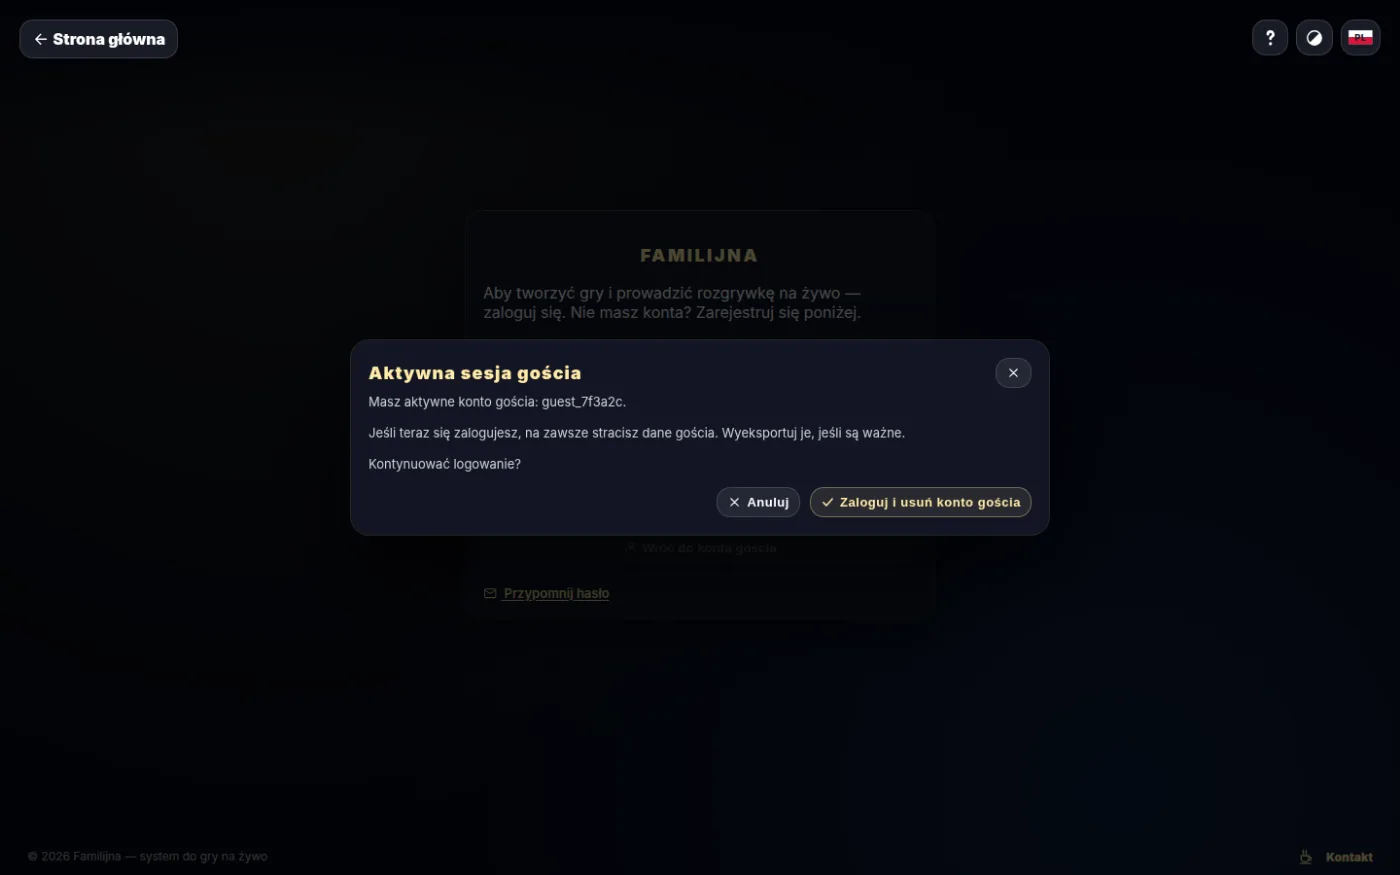 ← Strona główna
?
PL
FAMILIJNA
Aby tworzyć gry i prowadzić rozgrywkę na żywo —
zaloguj się. Nie masz konta? Zarejestruj się poniżej.
Aktywna sesja gościa
Masz aktywne konto gościa: guest_7f3a2c.
Jeśli teraz się zalogujesz, na zawsze stracisz dane gościa. Wyeksportuj je, jeśli są ważne.
Kontynuować logowanie?
Anuluj
Zaloguj i usuń konto gościa
Wróć do konta gościa
Przypomnij hasło
© 2026 Familijna — system do gry na żywo
Kontakt